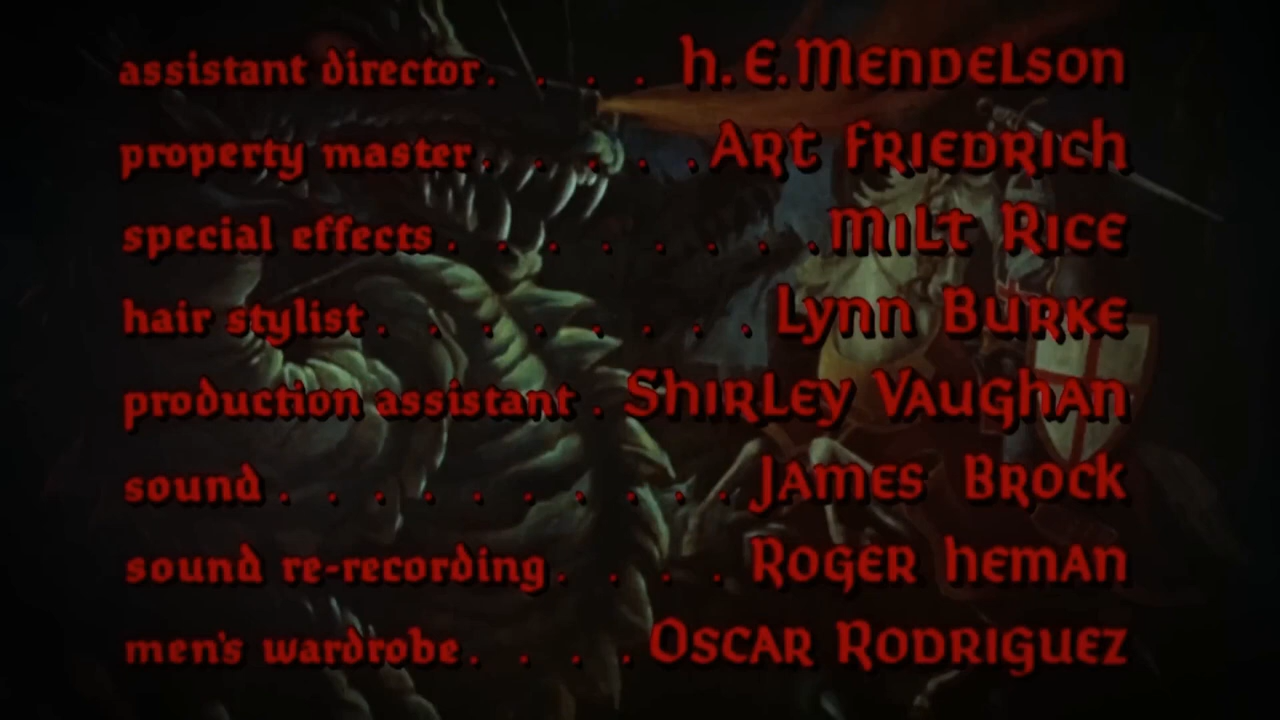 assistant director. . . . H. E. Mendelson
property master. . . . . Art Friedrich
special effects . . . . . . . . Milt Rice
hair stylist . . . . . . . . Lynn Burke
production assistant . Shirley Vaughan
sound . . . . . . . . . . James Brock
sound re-recording . . . . Roger Heman
men's wardrobe . . . . Oscar Rodriguez